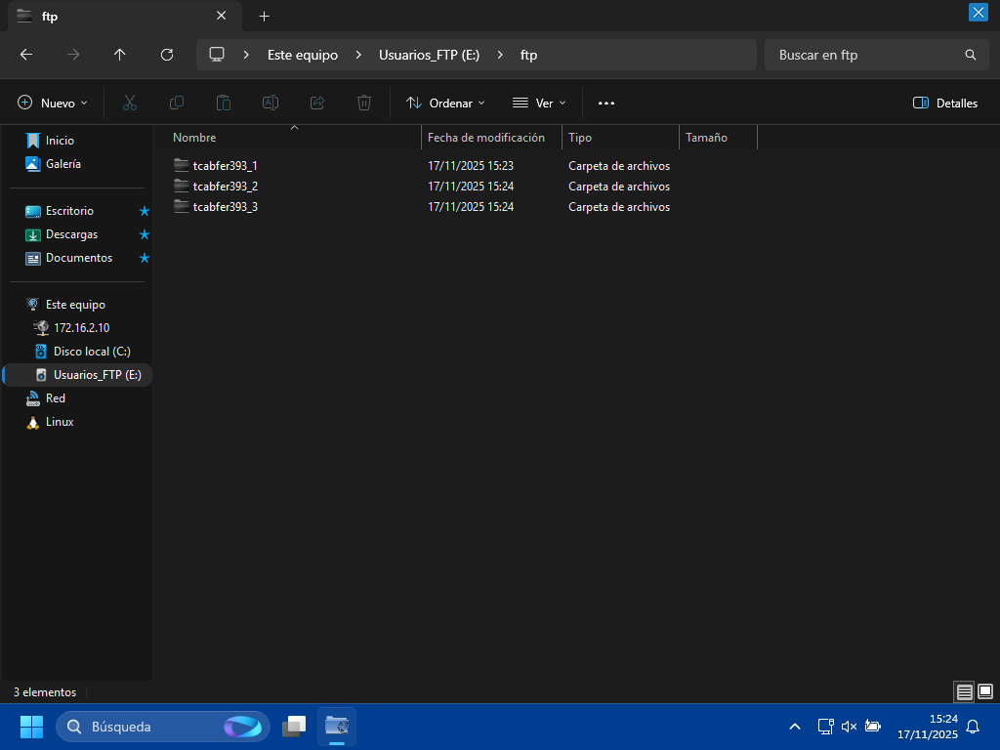 ftp
Este equipo
Usuarios_FTP (E:)
ftp
Buscar en ftp
Nuevo
Ordenar
Ver
Detalles
Inicio
Galería
Escritorio
Descargas
Documentos
Este equipo
172.16.2.10
Disco local (C:)
Usuarios_FTP (E:)
Red
Linux
Nombre Fecha de modificación Tipo Tamaño
tcabfer393_1 17/11/2025 15:23 Carpeta de archivos
tcabfer393_2 17/11/2025 15:24 Carpeta de archivos
tcabfer393_3 17/11/2025 15:24 Carpeta de archivos
3 elementos
Búsqueda
15:24
17/11/2025